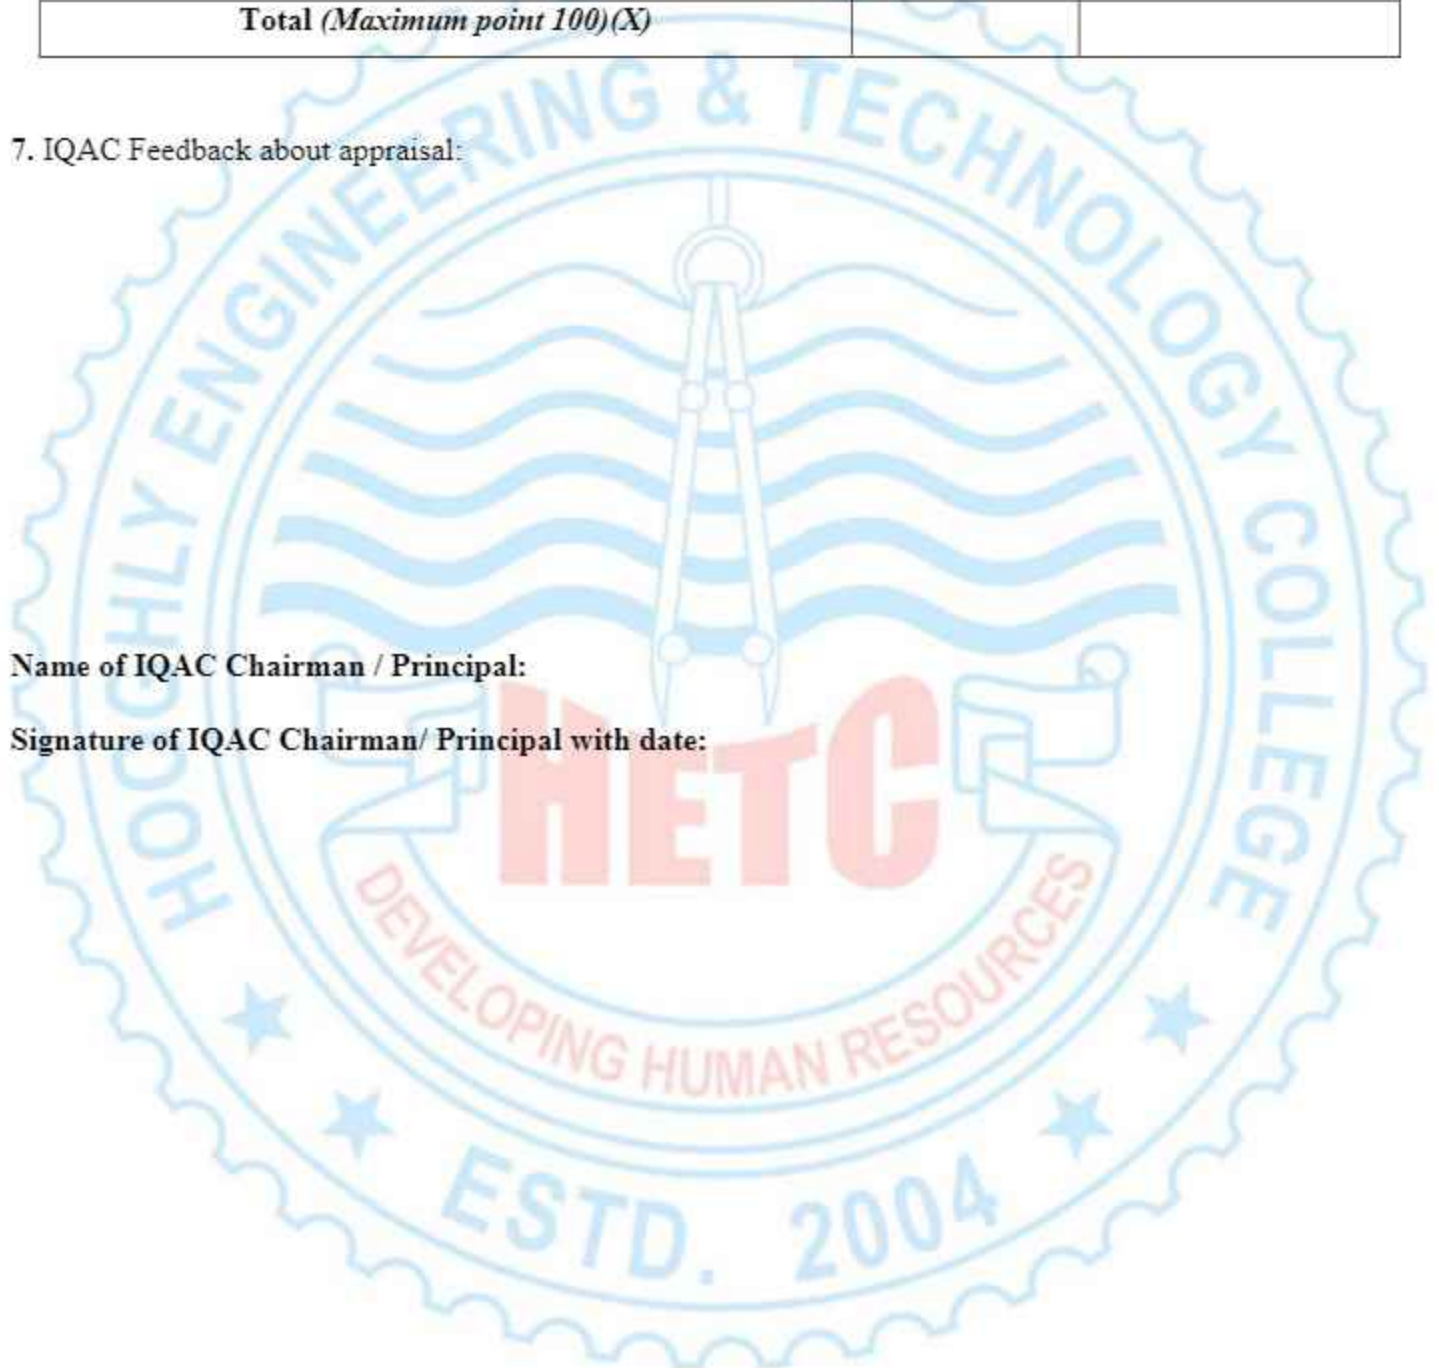 Total (Maximum point 100)(X)
7. IQAC Feedback about appraisal:
Name of IQAC Chairman / Principal:
Signature of IQAC Chairman/ Principal with date:
HOOGHLY ENGINEERING & TECHNOLOGY COLLEGE
HETC
DEVELOPING HUMAN RESOURCES
ESTD. 2004